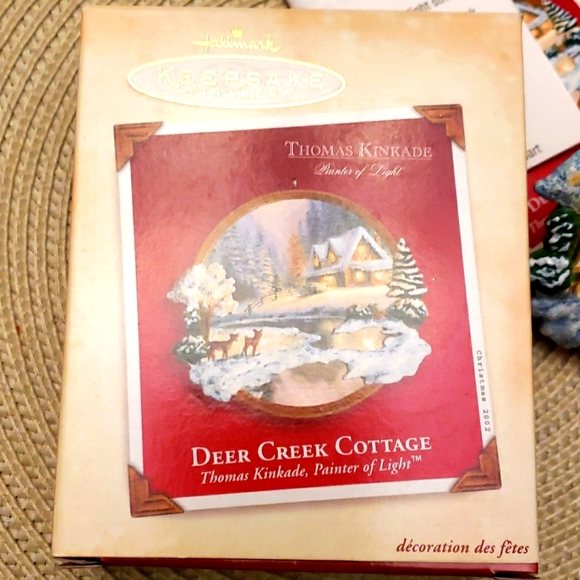 Hallmark
KEEPSAKE
ORNAMENT
THOMAS KINKADE
Painter of Light
Christmas 2002
DEER CREEK COTTAGE
Thomas Kinkade, Painter of Light™
décoration des fêtes